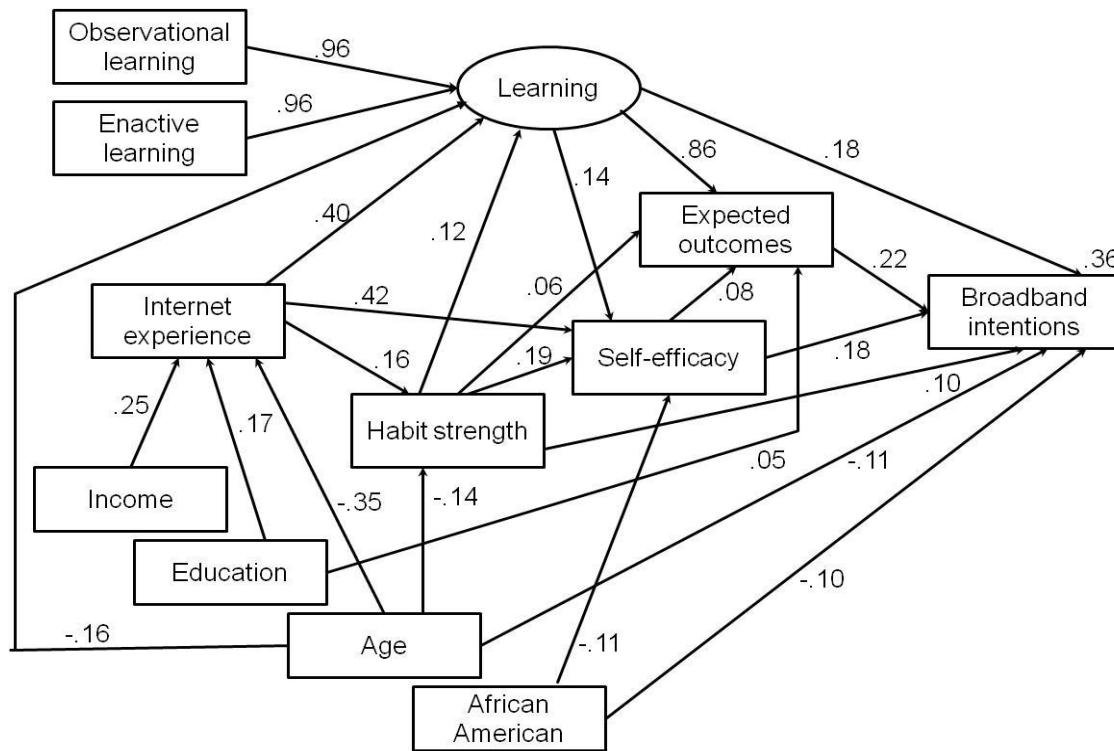 Observational
learning
.96
Learning
Enactive
learning
.96
.86
.18
.14
.40
Expected
outcomes
.12
.22
.36
.06
.08
Internet
experience
.42
Broadband
intentions
Self-efficacy
.16
.19
.18
.10
.25
.17
Habit strength
.05
-.11
-.35
-.14
Income
Education
-.10
-.16
Age
-.11
African
American